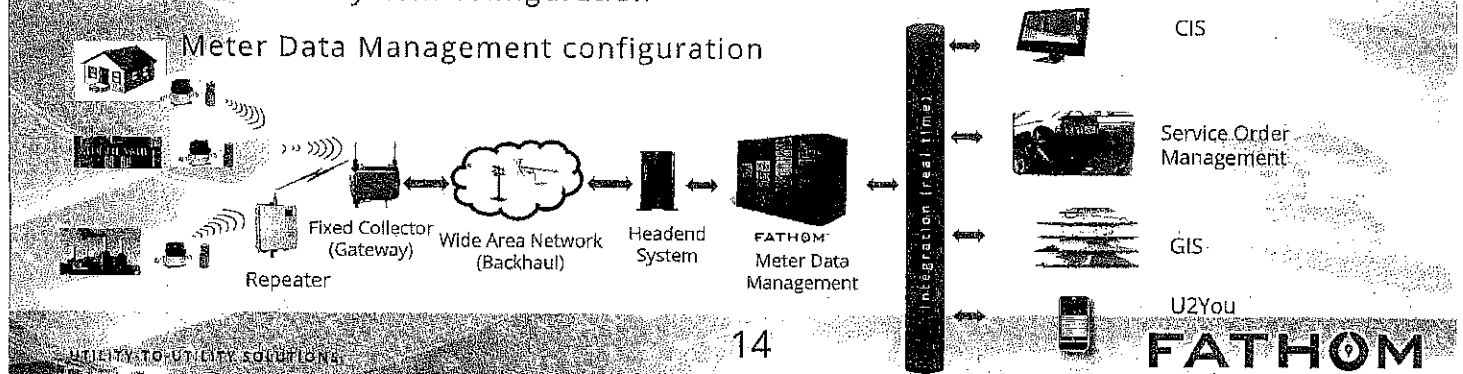 Meter Data Management configuration
Fixed Collector
(Gateway)
Wide Area Network
(Backhaul)
Headend
System
FATHOM
Meter Data
Management
Repeater
Integration (real time)
CIS
Service Order
Management
GIS
U2You
UTILITY-TO-UTILITY SOLUTIONS
14
FATHOM